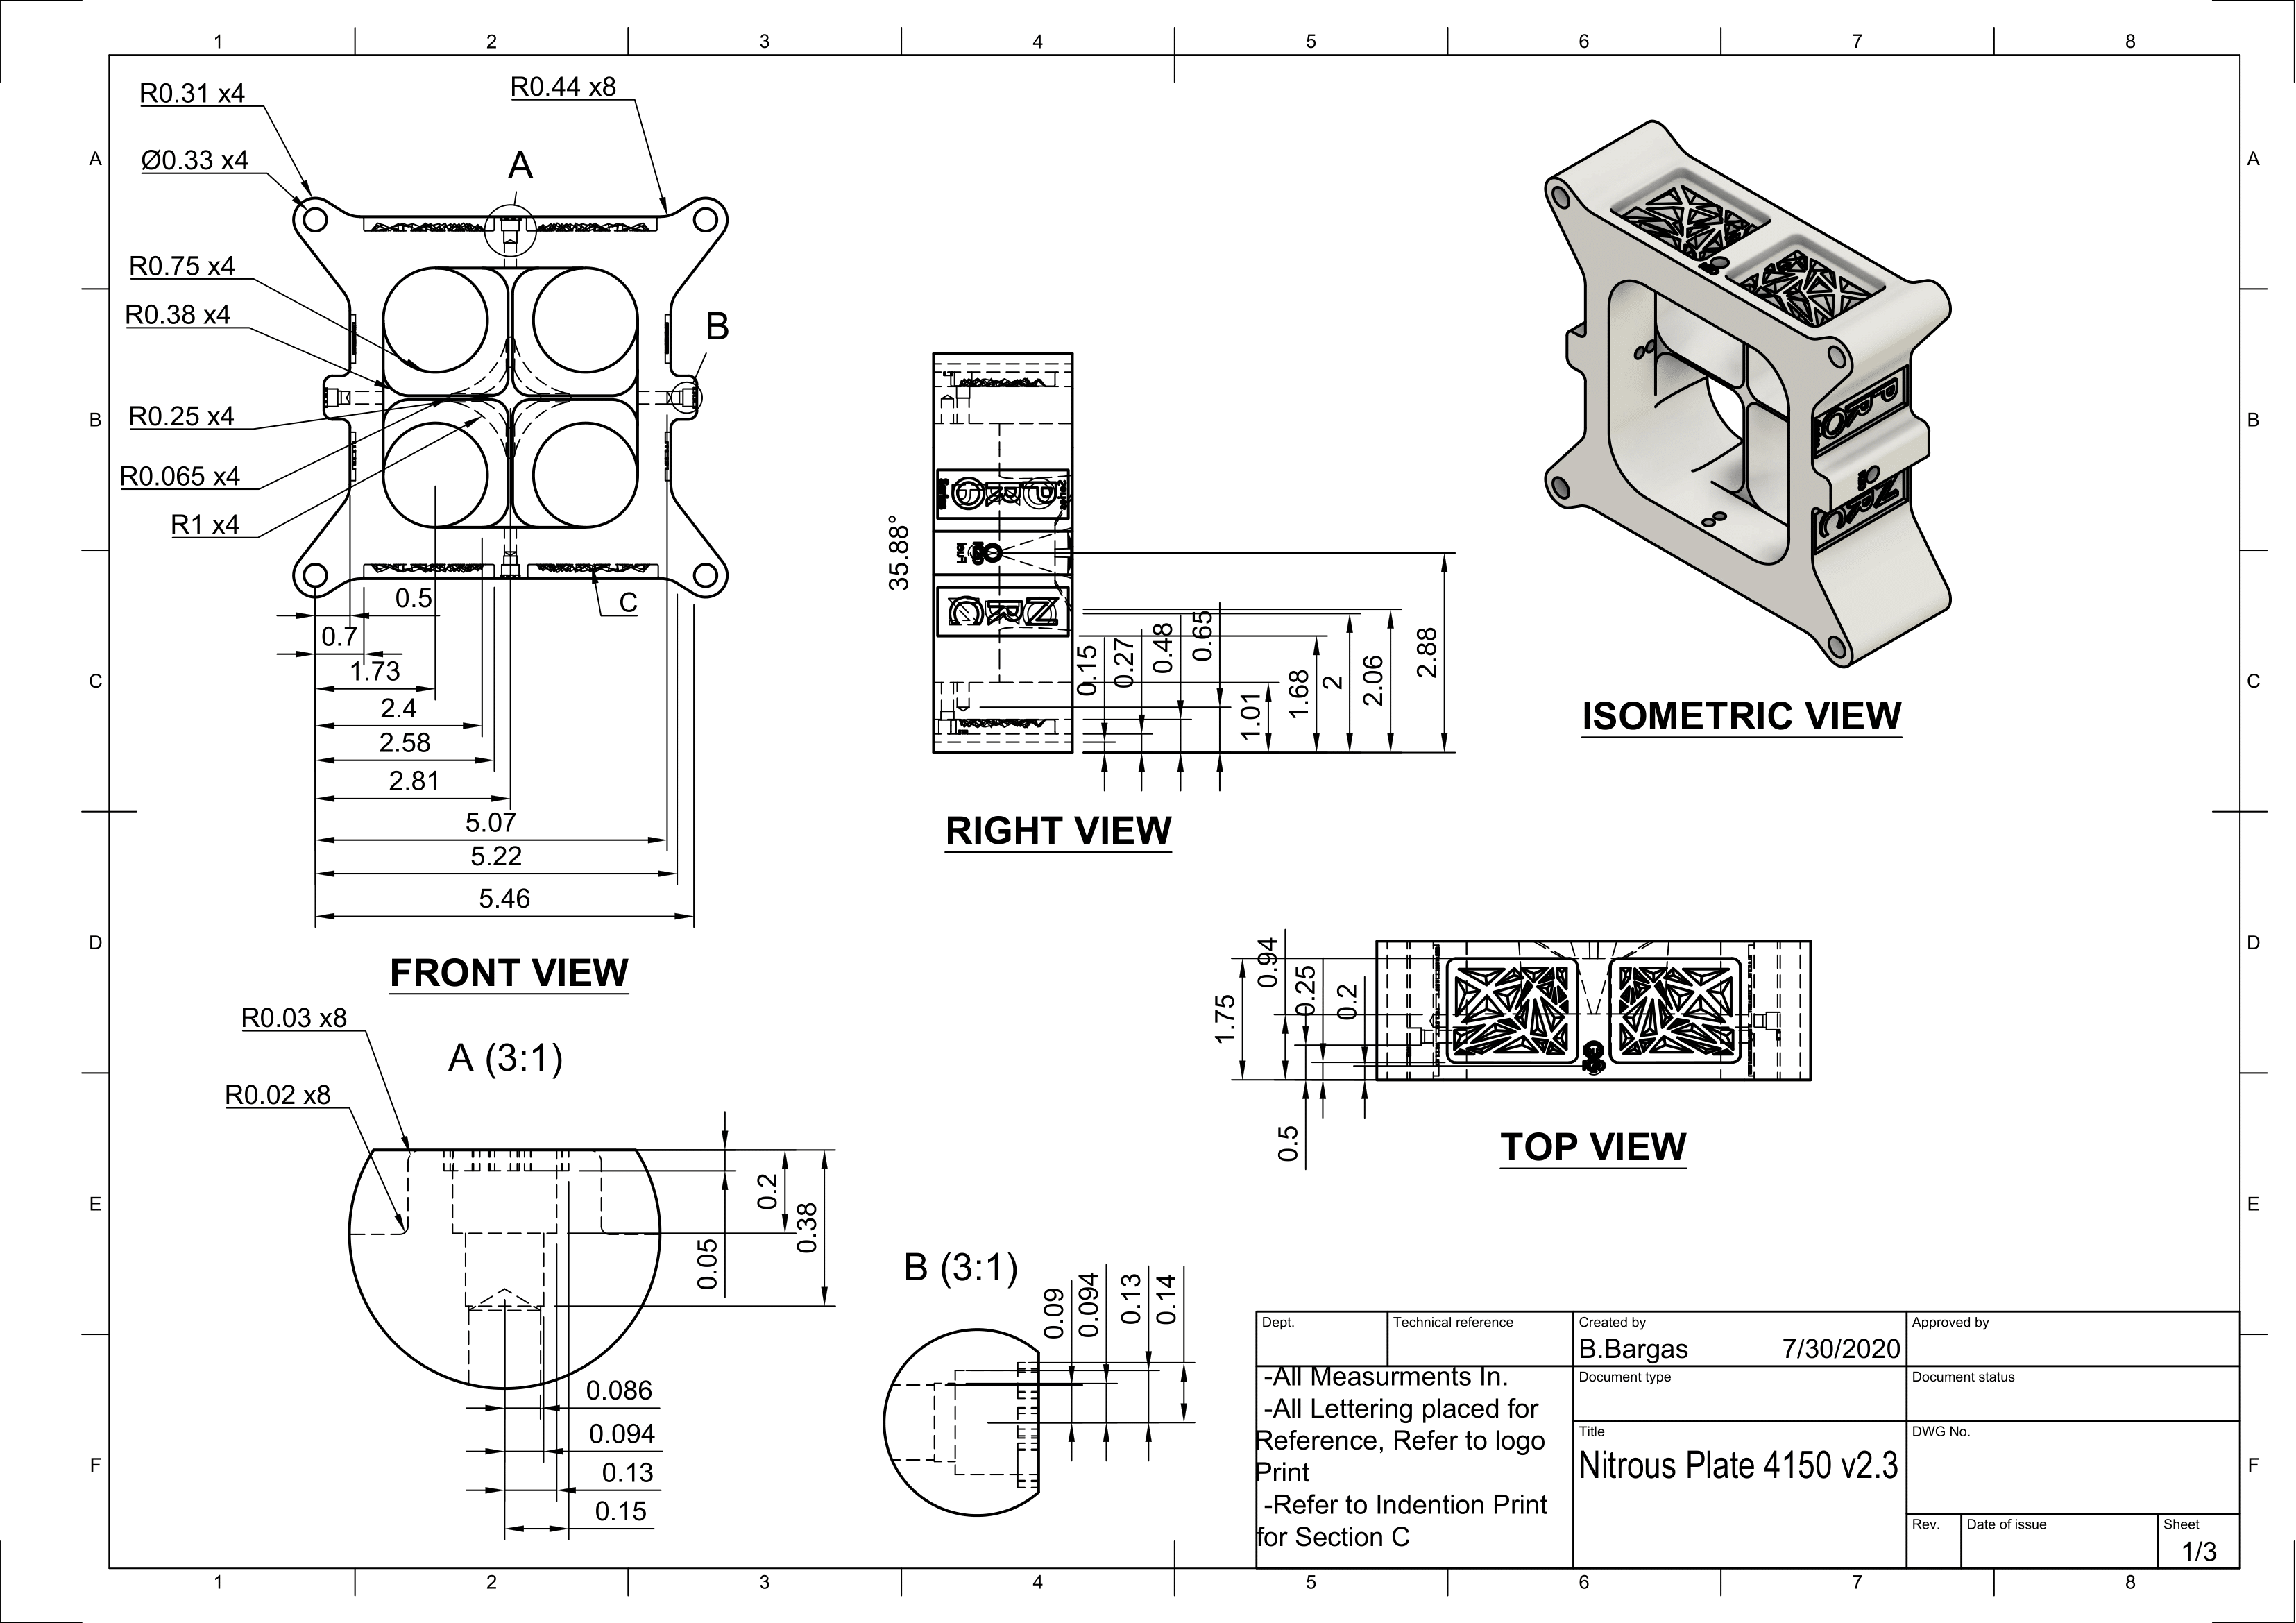 1 2 3 4 5 6 7 8
A
B
C
D
E
F
A
B
C
D
E
F
1 2 3 4 5 6 7 8
R0.31 x4
R0.44 x8
Ø0.33 x4
A
R0.75 x4
R0.38 x4
B
R0.25 x4
R0.065 x4
R1 x4
C
0.5
0.7
1.73
2.4
2.58
2.81
5.07
5.22
5.46
FRONT VIEW
35.88°
0.15
0.27
0.48
0.65
1.01
1.68
2
2.06
2.88
RIGHT VIEW
PRO
NRC
ISOMETRIC VIEW
1.75
0.94
0.25
0.2
0.5
TOP VIEW
R0.03 x8
A (3:1)
R0.02 x8
0.05
0.2
0.38
0.086
0.094
0.13
0.15
B (3:1)
0.09
0.094
0.13
0.14
Dept.
Technical reference
Created by
B.Bargas 7/30/2020
Approved by
-All Measurments In.
-All Lettering placed for
Reference, Refer to logo
Print
-Refer to Indention Print
for Section C
Document type
Document status
Title
Nitrous Plate 4150 v2.3
DWG No.
Rev.
Date of issue
Sheet
1/3